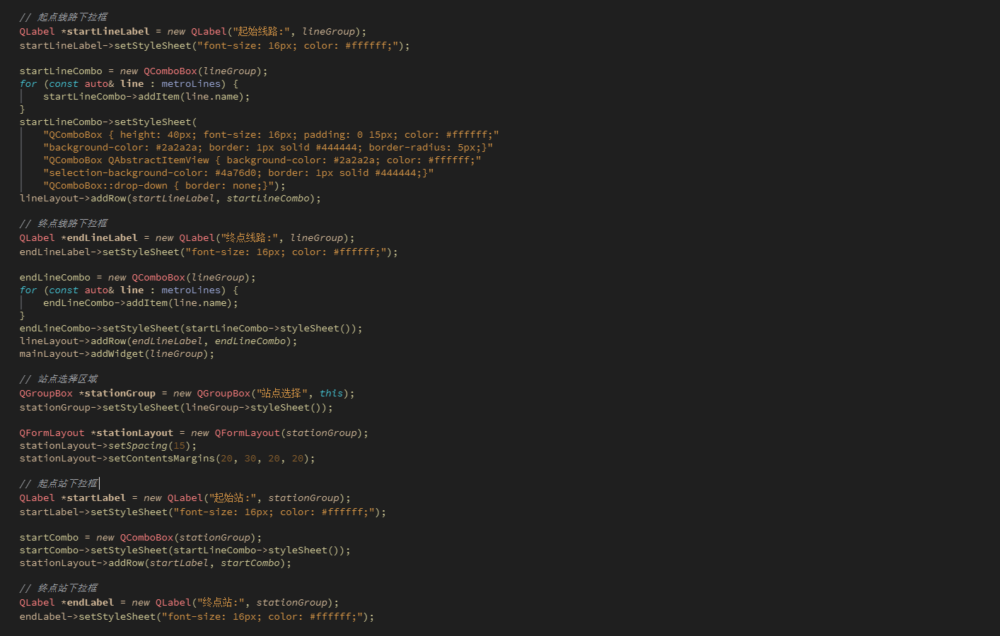 // 起点线路下拉框
QLabel *startLineLabel = new QLabel("起始线路:", lineGroup);
startLineLabel->setStyleSheet("font-size: 16px; color: #ffffff;");
startLineCombo = new QComboBox(lineGroup);
for (const auto& line : metroLines) {
startLineCombo->addItem(line.name);
}
startLineCombo->setStyleSheet(
"QComboBox { height: 40px; font-size: 16px; padding: 0 15px; color: #ffffff;"
"background-color: #2a2a2a; border: 1px solid #444444; border-radius: 5px;}"
"QComboBox QAbstractItemView { background-color: #2a2a2a; color: #ffffff;"
"selection-background-color: #4a76d0; border: 1px solid #444444;}"
"QComboBox::drop-down { border: none;}");
lineLayout->addRow(startLineLabel, startLineCombo);
// 终点线路下拉框
QLabel *endLineLabel = new QLabel("终点线路:", lineGroup);
endLineLabel->setStyleSheet("font-size: 16px; color: #ffffff;");
endLineCombo = new QComboBox(lineGroup);
for (const auto& line : metroLines) {
endLineCombo->addItem(line.name);
}
endLineCombo->setStyleSheet(startLineCombo->styleSheet());
lineLayout->addRow(endLineLabel, endLineCombo);
mainLayout->addWidget(lineGroup);
// 站点选择区域
QGroupBox *stationGroup = new QGroupBox("站点选择", this);
stationGroup->setStyleSheet(lineGroup->styleSheet());
QFormLayout *stationLayout = new QFormLayout(stationGroup);
stationLayout->setSpacing(15);
stationLayout->setContentsMargins(20, 30, 20, 20);
// 起点站下拉框
QLabel *startLabel = new QLabel("起始站:", stationGroup);
startLabel->setStyleSheet("font-size: 16px; color: #ffffff;");
startCombo = new QComboBox(stationGroup);
startCombo->setStyleSheet(startLineCombo->styleSheet());
stationLayout->addRow(startLabel, startCombo);
// 终点站下拉框
QLabel *endLabel = new QLabel("终点站:", stationGroup);
endLabel->setStyleSheet("font-size: 16px; color: #ffffff;");